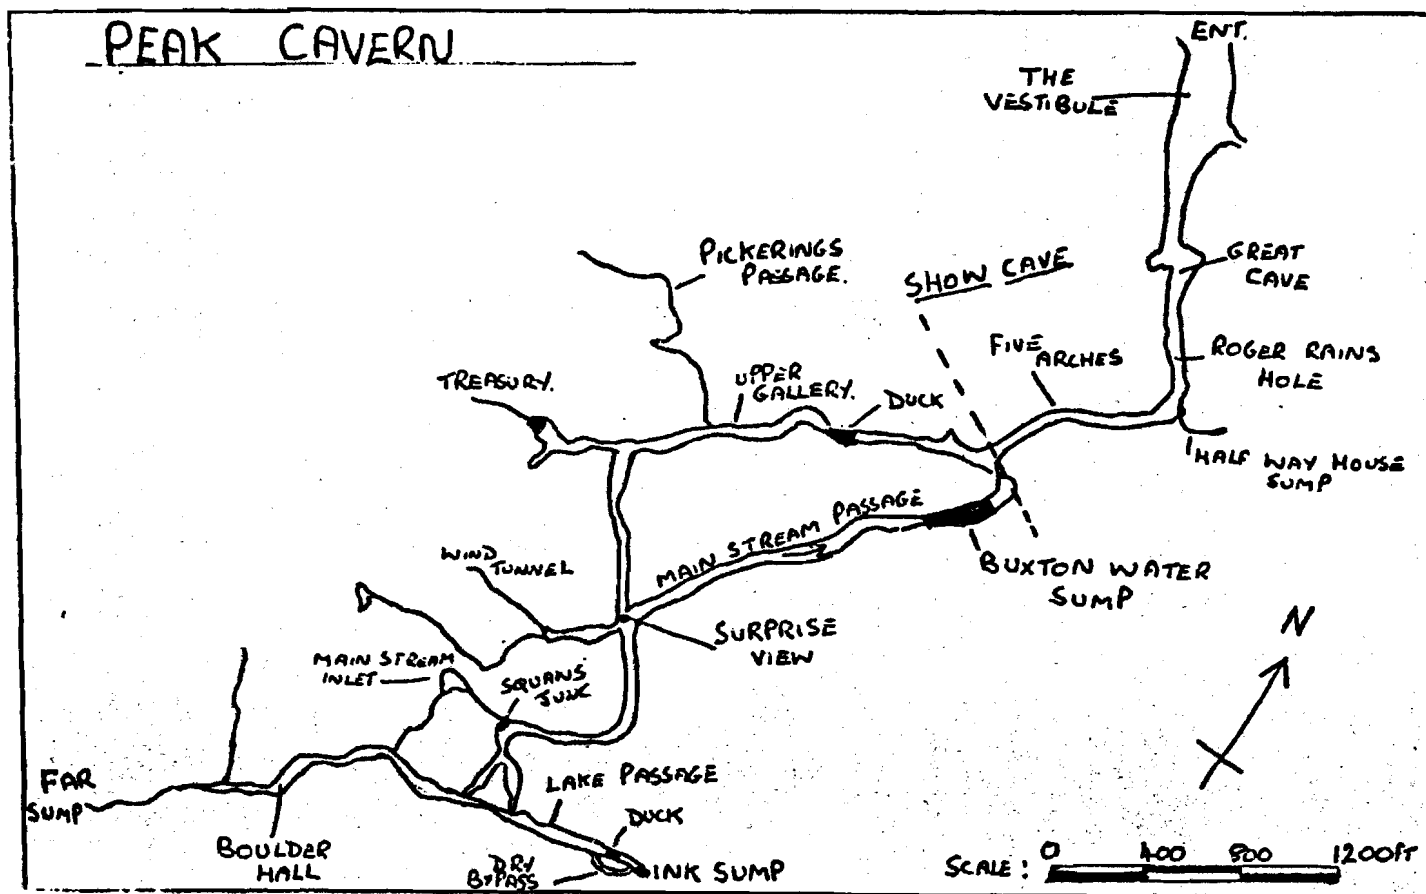 PEAK CAVERN
ENT.
THE
VESTIBULE
PICKERINGS
PASSAGE.
SHOW CAVE
GREAT
CAVE
FIVE
ARCHES
ROGER RAINS
HOLE
TREASURY.
UPPER
GALLERY.
DUCK
HALF WAY HOUSE
SUMP
MAIN STREAM PASSAGE
WIND
TUNNEL
BUXTON WATER
SUMP
SURPRISE
VIEW
N
MAIN STREAM
INLET
SQUAWS
JUNC
FAR
SUMP
LAKE PASSAGE
DUCK
BOULDER
HALL
DRY
BYPASS
INK SUMP
SCALE: 0 400 800 1200FT